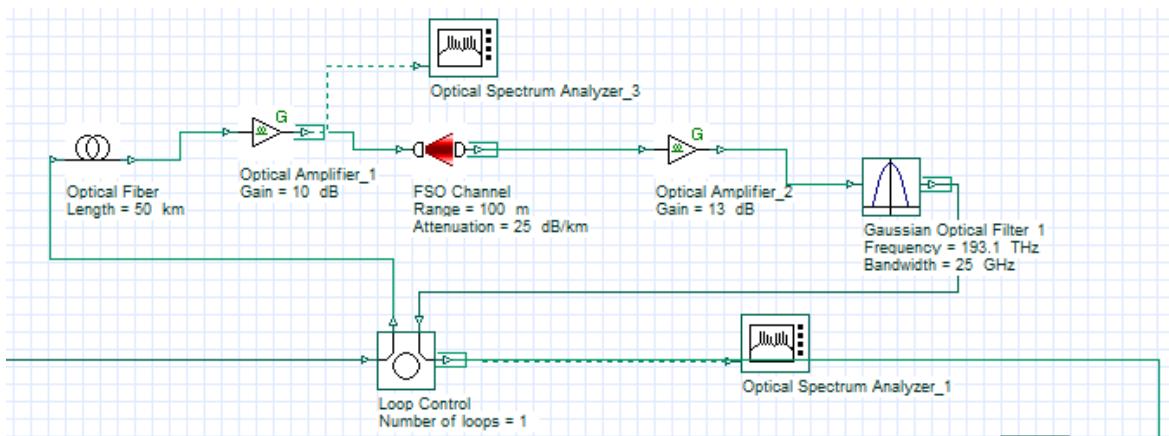 Optical Spectrum Analyzer_3
G
Optical Fiber
Length = 50 km
Optical Amplifier_1
Gain = 10 dB
FSO Channel
Range = 100 m
Attenuation = 25 dB/km
G
Optical Amplifier_2
Gain = 13 dB
Gaussian Optical Filter_1
Frequency = 193.1 THz
Bandwidth = 25 GHz
Loop Control
Number of loops = 1
Optical Spectrum Analyzer_1